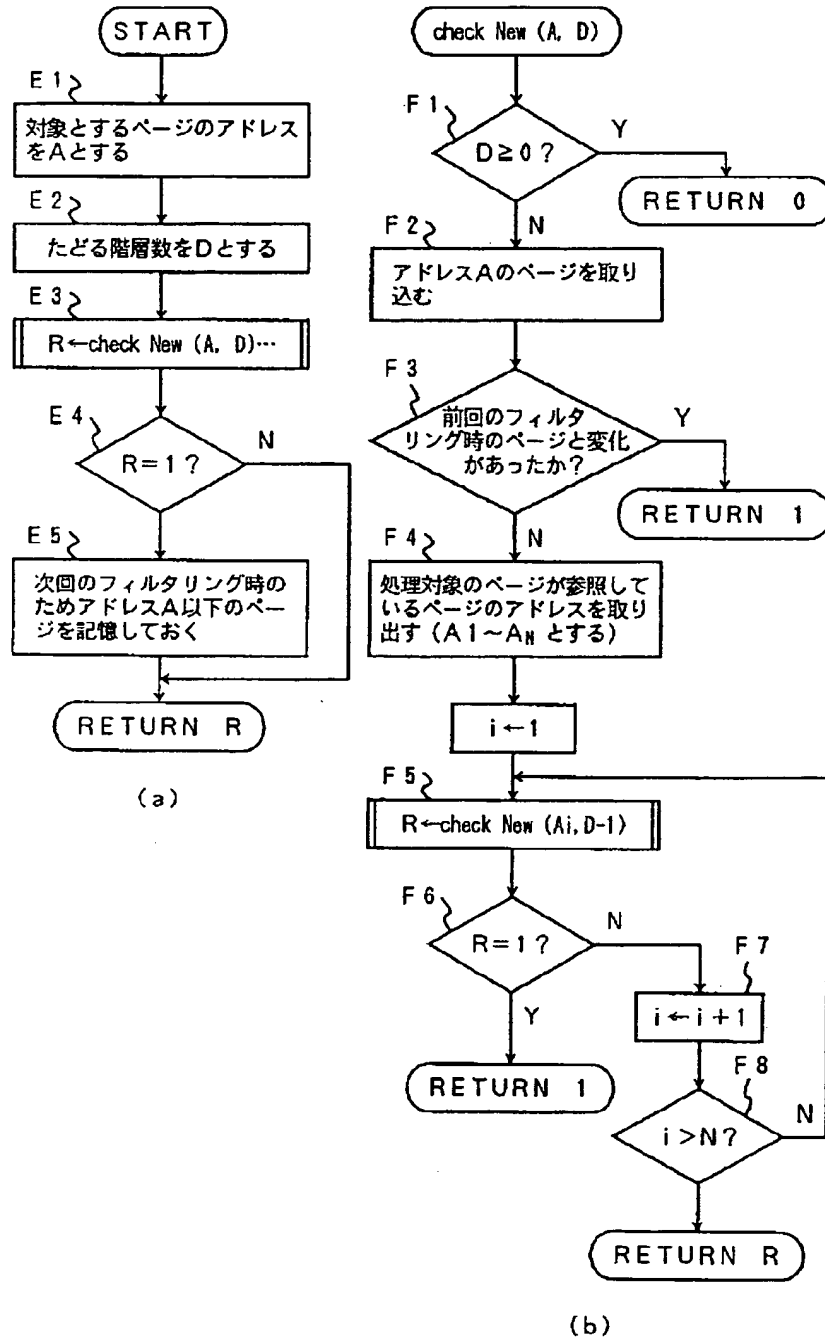 START
E1
対象とするページのアドレス
をAとする
E2
たどる階層数をDとする
E3
R←check New (A, D)…
E4
R=1?
N
E5
次回のフィルタリング時の
ためアドレスA以下のペー
ジを記憶しておく
RETURN R
(a)
check New (A, D)
F1
D≥0?
Y
RETURN 0
N
F2
アドレスAのページを取り
込む
F3
前回のフィルタ
リング時のページと変化
があったか?
Y
RETURN 1
N
F4
処理対象のページが参照して
いるページのアドレスを取り
出す(A1~AN とする)
i←1
F5
R←check New (Ai, D-1)
F6
R=1?
N
Y
RETURN 1
F7
i←i+1
F8
i>N?
N
RETURN R
(b)